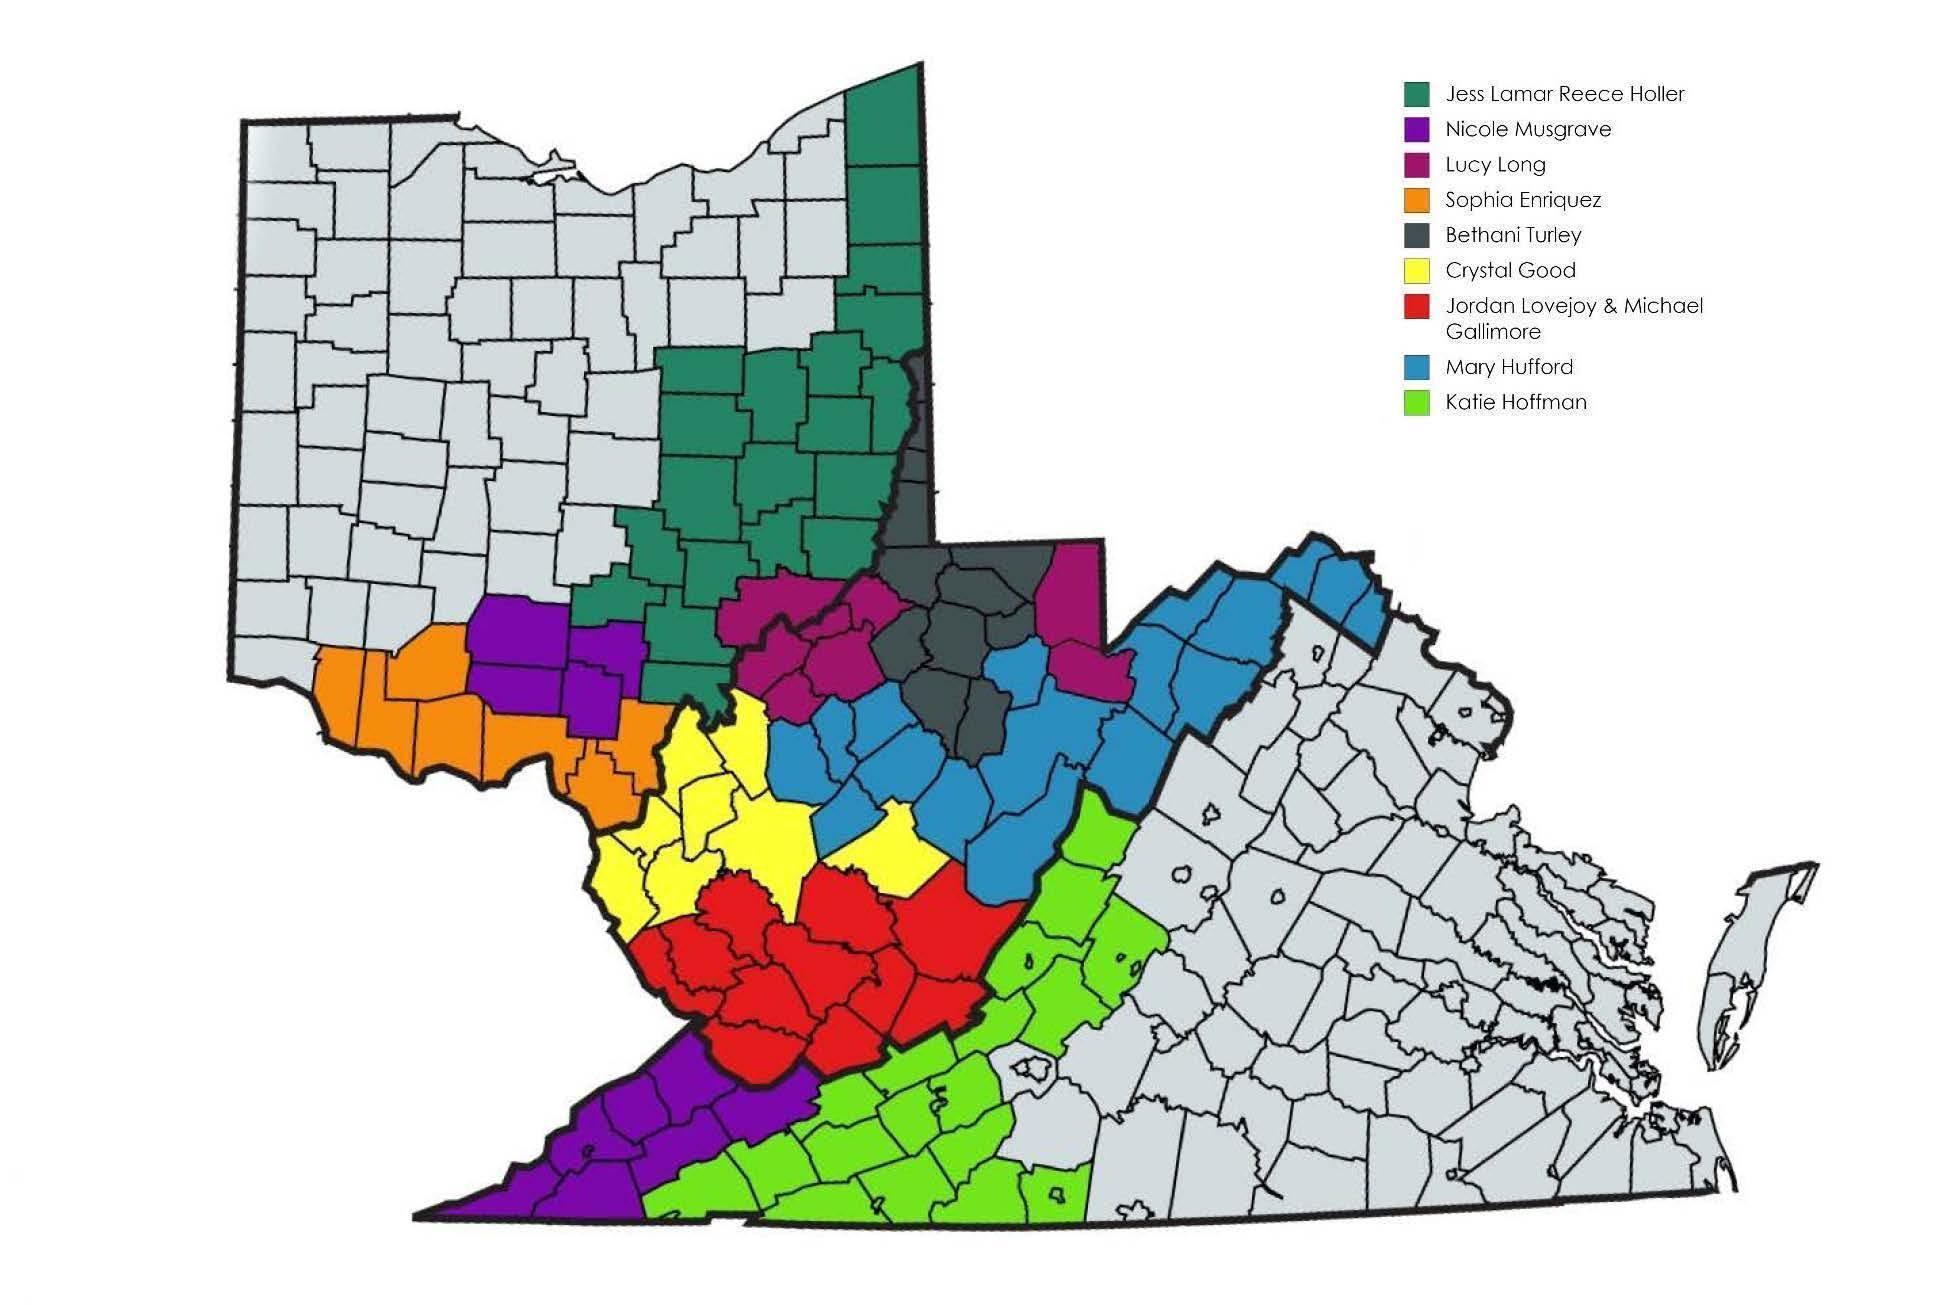 Jess Lamar Reece Holler
Nicole Musgrave
Lucy Long
Sophia Enriquez
Bethani Turley
Crystal Good
Jordan Lovejoy & Michael
Gallimore
Mary Hufford
Katie Hoffman